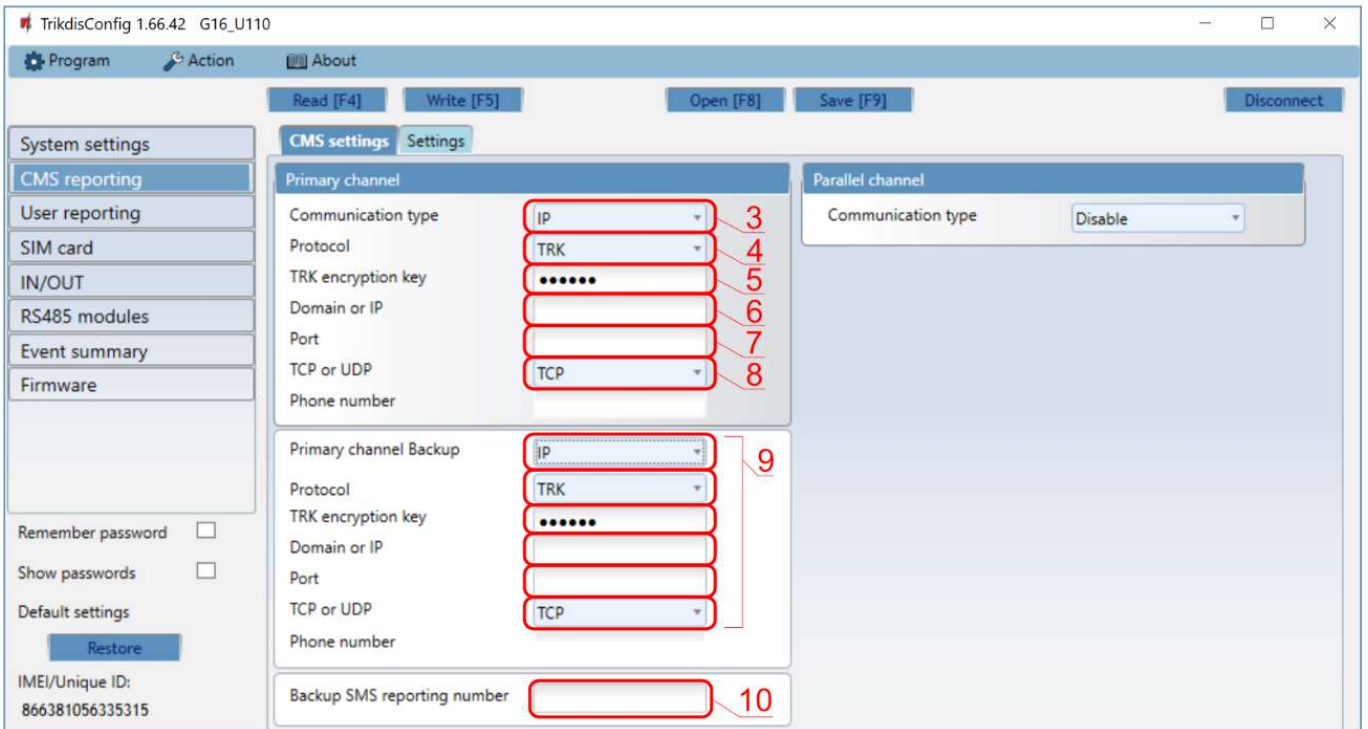 TrikdisConfig 1.66.42 G16_U110
Program Action About
Read [F4] Write [F5] Open [F8] Save [F9] Disconnect
System settings
CMS reporting
User reporting
SIM card
IN/OUT
RS485 modules
Event summary
Firmware
Remember password
Show passwords
Default settings
Restore
IMEI/Unique ID:
866381056335315
CMS settings Settings
Primary channel
Communication type IP 3
Protocol TRK 4
TRK encryption key ●●●●●● 5
Domain or IP 6
Port 7
TCP or UDP TCP 8
Phone number
Primary channel Backup IP 9
Protocol TRK
TRK encryption key ●●●●●●
Domain or IP
Port
TCP or UDP TCP
Phone number
Backup SMS reporting number 10
Parallel channel
Communication type Disable